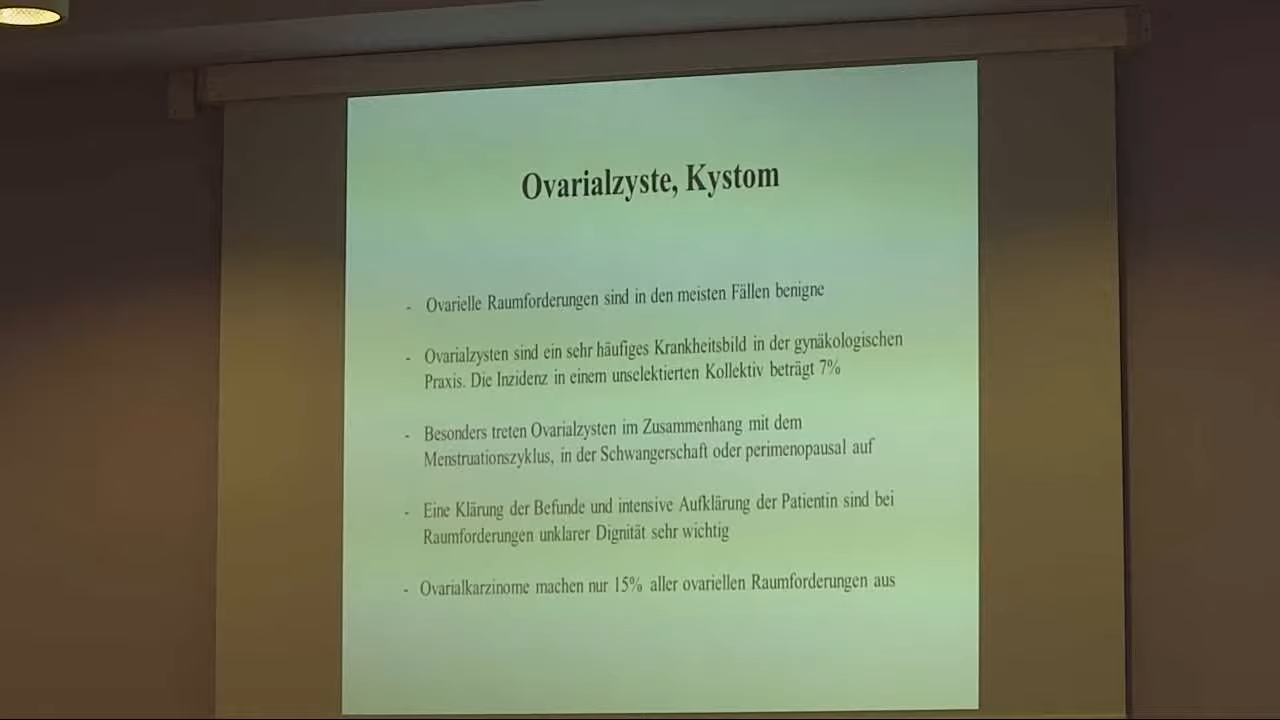 Ovarialzyste, Kystom
- Ovarielle Raumforderungen sind in den meisten Fällen benigne
- Ovarialzysten sind ein sehr häufiges Krankheitsbild in der gynäkologischen
Praxis. Die Inzidenz in einem unselektierten Kollektiv beträgt 7%
- Besonders treten Ovarialzysten im Zusammenhang mit dem
Menstruationszyklus, in der Schwangerschaft oder perimenopausal auf
- Eine Klärung der Befunde und intensive Aufklärung der Patientin sind bei
Raumforderungen unklarer Dignität sehr wichtig
- Ovarialkarzinome machen nur 15% aller ovariellen Raumforderungen aus